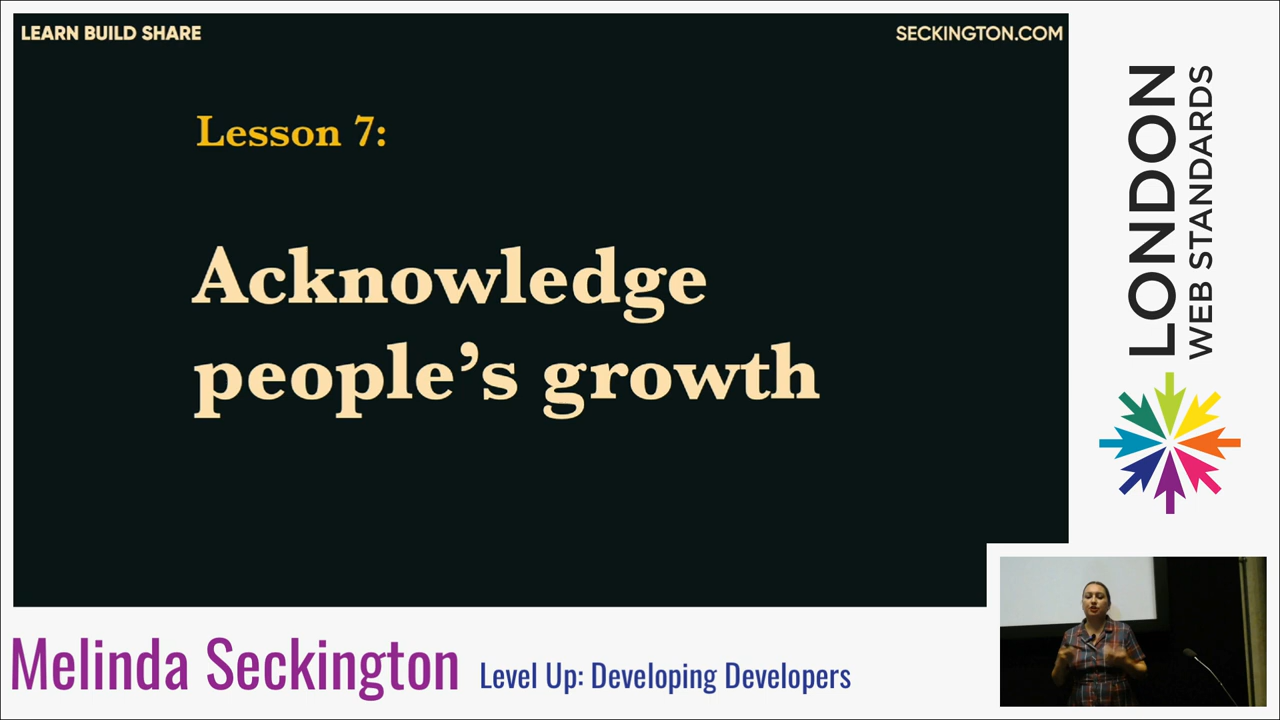 LEARN BUILD SHARE
SECKINGTON.COM
Lesson 7:
Acknowledge
people’s growth
LONDON
WEB STANDARDS
Melinda Seckington
Level Up: Developing Developers